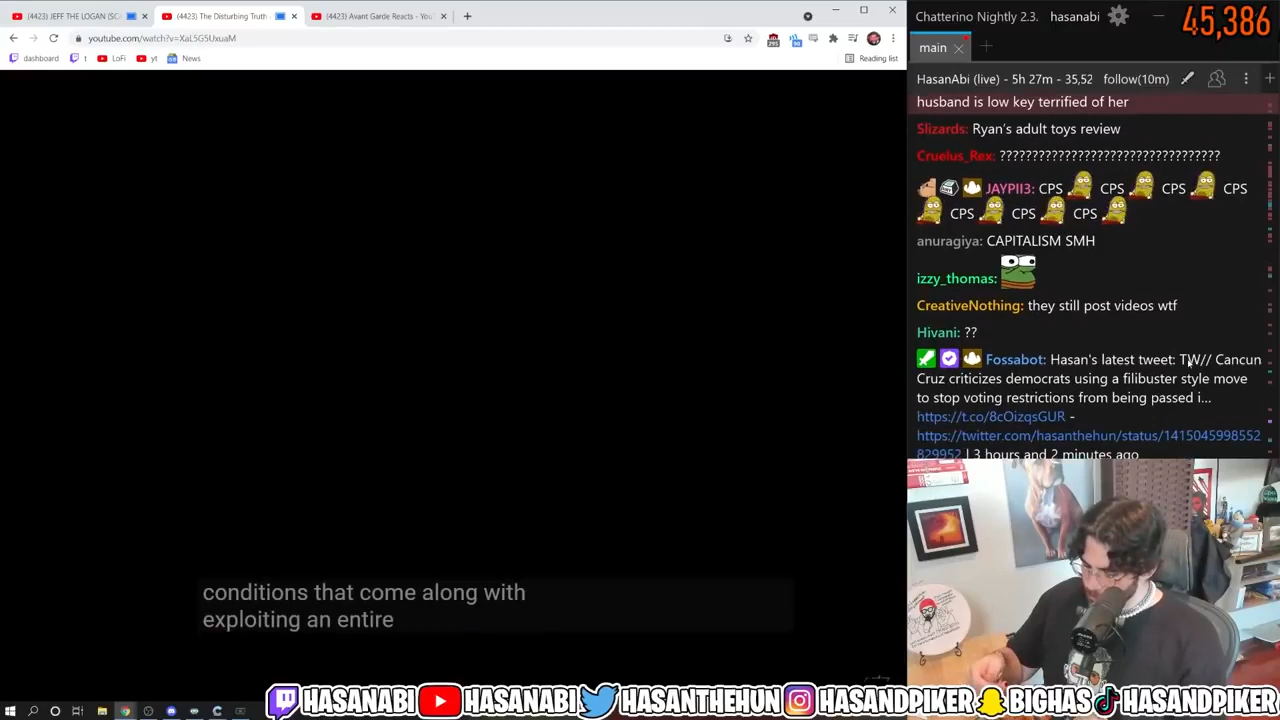 (4423) JEFF THE LOGAN (SC
(4423) The Disturbing Truth
(4423) Avant Garde Reacts - You
youtube.com/watch?v=XaL5G5UxuaM
dashboard
t
LoFi
yt
News
Reading list
Chatterino Nightly 2.3.
hasanabi
45,386
main
HasanAbi (live) - 5h 27m - 35,52
follow(10m)
husband is low key terrified of her
Slizards: Ryan's adult toys review
Cruelus_Rex: ??????????????????????????????????
JAYPII3: CPS CPS CPS CPS
CPS CPS CPS
anuragiya: CAPITALISM SMH
izzy_thomas:
CreativeNothing: they still post videos wtf
Hivani: ??
Fossabot: Hasan's latest tweet: TW// Cancun
Cruz criticizes democrats using a filibuster style move
to stop voting restrictions from being passed i...
https://t.co/8cOizqsGUR -
https://twitter.com/hasanthehun/status/1415045998552
829952 | 3 hours and 2 minutes ago
conditions that come along with
exploiting an entire
HASANABI HASANABI HASANTHEHUN HASANDPIKER BIGHAS HASANDPIKER